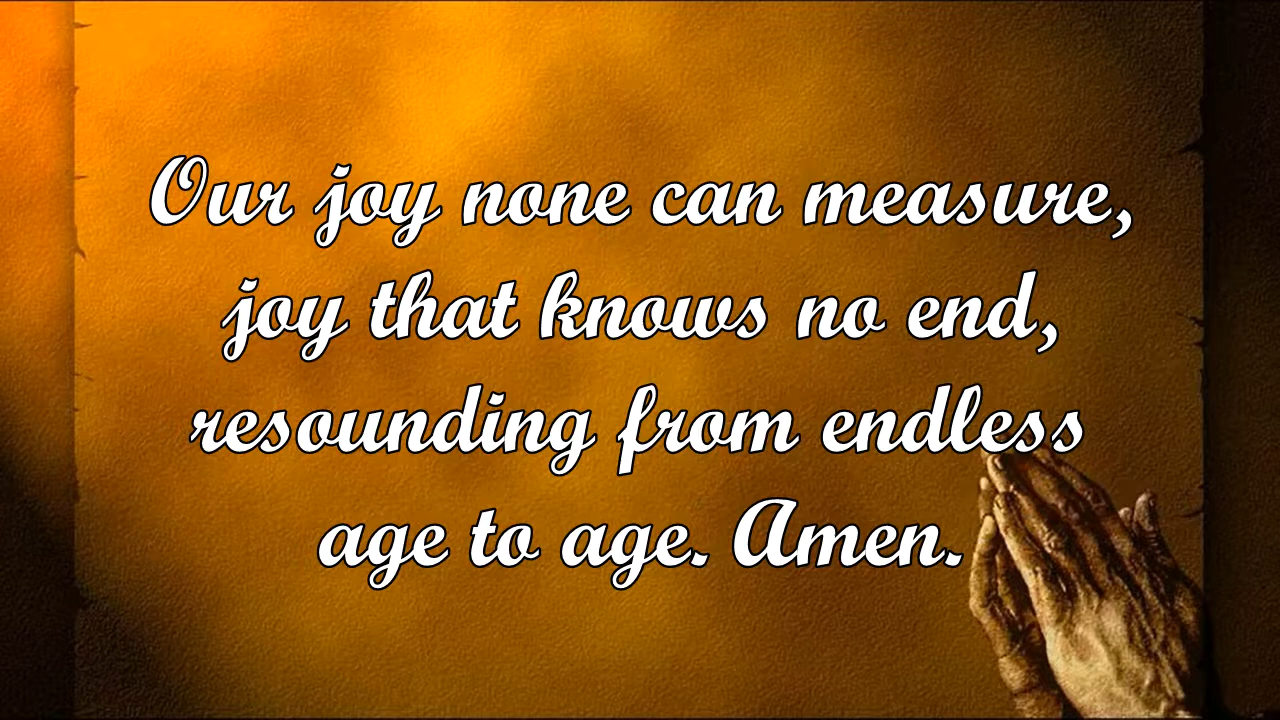 Our joy none can measure,
joy that knows no end,
resounding from endless
age to age. Amen.